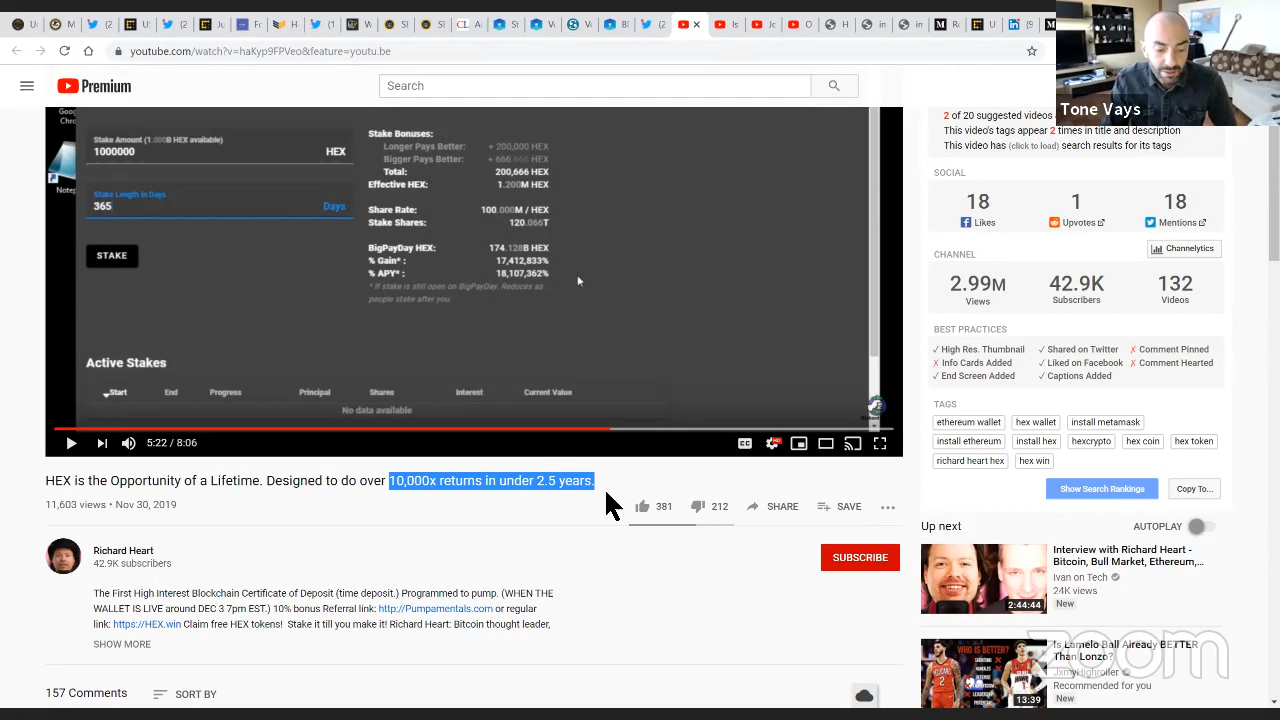 youtube.com/watch?v=haKyp9FPVeo&feature=youtu.be
Tone Vays
Premium
Search
Stake Amount (1.000B HEX available)
1000000 HEX
Stake Length in Days
365 Days
STAKE
Stake Bonuses:
Longer Pays Better: + 200,000 HEX
Bigger Pays Better: + 666.666 HEX
Total: 200,666 HEX
Effective HEX: 1.200M HEX
Share Rate: 100.000M / HEX
Stake Shares: 120.066T
BigPayDay HEX: 174.128B HEX
% Gain* : 17,412,833%
% APY* : 18,107,362%
* If stake is still open on BigPayDay. Reduces as
people stake after you.
Active Stakes
Start End Progress Principal Shares Interest Current Value
No data available
5:22 / 8:06
HEX is the Opportunity of a Lifetime. Designed to do over 10,000x returns in under 2.5 years.
11,603 views • Nov 30, 2019
381 212 SHARE SAVE
Richard Heart
42.9K subscribers
SUBSCRIBE
The First High Interest Blockchain Certificate of Deposit (time deposit.) Programmed to pump. (WHEN THE
WALLET IS LIVE around DEC 3 7pm EST.) 10% bonus Referral link: http://Pumpamentals.com or regular
link: https://HEX.win Claim free HEX tokens! Stake it till you make it! Richard Heart: Bitcoin thought leader,
SHOW MORE
157 Comments SORT BY
2 of 20 suggested videos
This video's tags appear 2 times in title and description
This video has (click to load) search results for its tags
SOCIAL
18 1 18
Likes Upvotes Mentions
CHANNEL
Channelytics
2.99M 42.9K 132
Views Subscribers Videos
BEST PRACTICES
✓ High Res. Thumbnail ✓ Shared on Twitter ✗ Comment Pinned
✗ Info Cards Added ✓ Liked on Facebook ✗ Comment Hearted
✓ End Screen Added ✓ Captions Added
TAGS
ethereum wallet hex wallet install metamask
install ethereum install hex hexcrypto hex coin hex token
richard heart hex hex win
Show Search Rankings Copy To...
Up next AUTOPLAY
Interview with Richard Heart -
Bitcoin, Bull Market, Ethereum,...
Ivan on Tech
24K views
New
2:44:44
Is Lamelo Ball Already BETTER
Than Lonzo?
JxmyHighroller
Recommended for you
New
WHO IS BETTER?
13:39
zoom